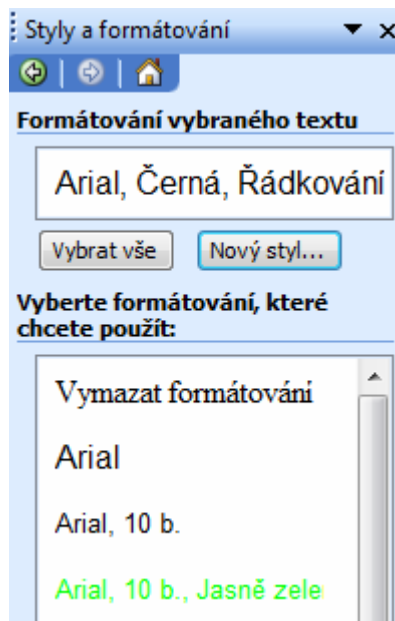 Styly a formátování
Formátování vybraného textu
Arial, Černá, Řádkování
Vybrat vše
Nový styl...
Vyberte formátování, které
chcete použít:
Vymazat formátování
Arial
Arial, 10 b.
Arial, 10 b., Jasně